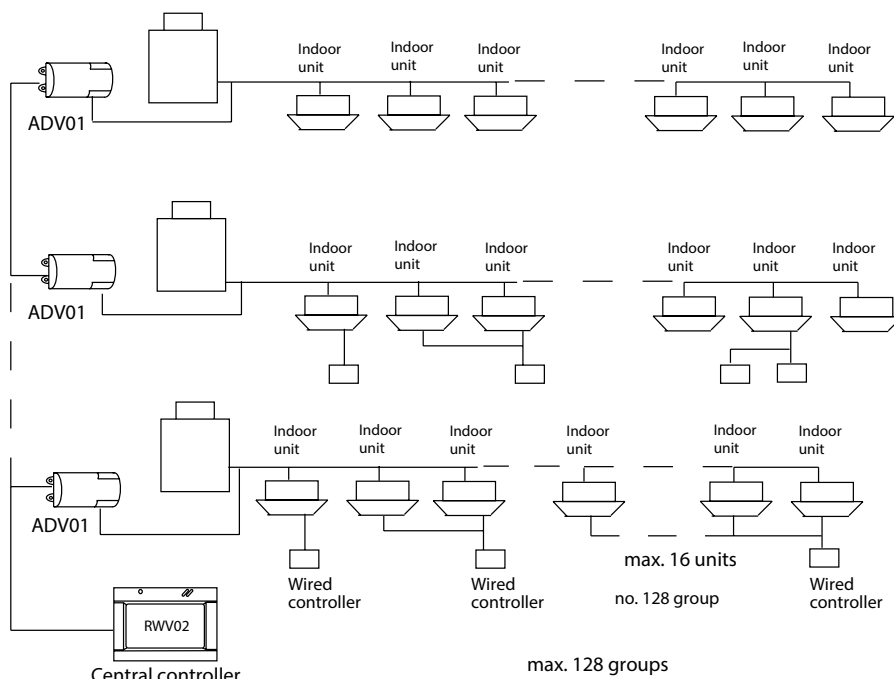 Indoor
unit
Indoor
unit
Indoor
unit
Indoor
unit
Indoor
unit
Indoor
unit
ADV01
Indoor
unit
Indoor
unit
Indoor
unit
Indoor
unit
Indoor
unit
Indoor
unit
ADV01
Indoor
unit
Indoor
unit
Indoor
unit
Indoor
unit
Indoor
unit
Indoor
unit
ADV01
max. 16 units
Wired
controller
Wired
controller
no. 128 group
Wired
controller
RWV02
Central controller
max. 128 groups